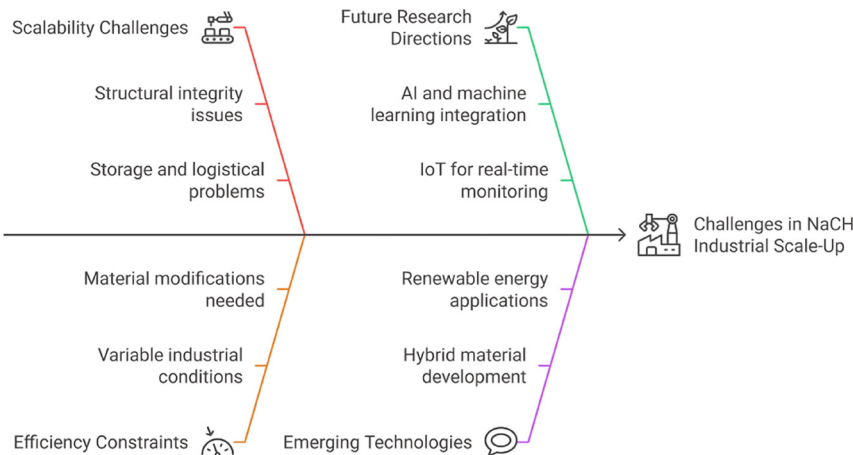 Scalability Challenges
Structural integrity
issues
Storage and logistical
problems
Future Research
Directions
AI and machine
learning integration
IoT for real-time
monitoring
Challenges in NaCH
Industrial Scale-Up
Material modifications
needed
Variable industrial
conditions
Efficiency Constraints
Renewable energy
applications
Hybrid material
development
Emerging Technologies